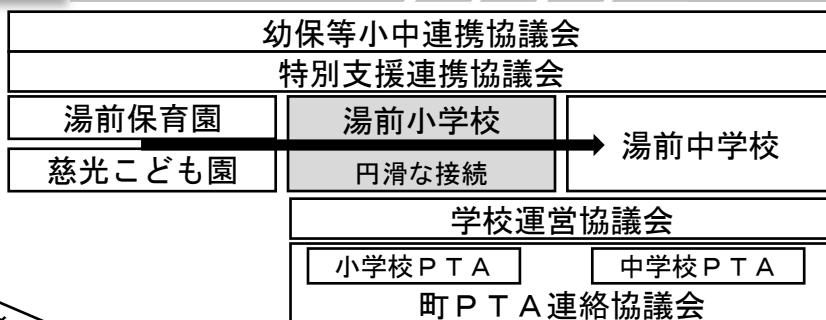 幼保等小中連携協議会
特別支援連携協議会
湯前保育園
慈光こども園
湯前小学校
円滑な接続
湯前中学校
学校運営協議会
小学校ＰＴＡ
中学校ＰＴＡ
町ＰＴＡ連絡協議会